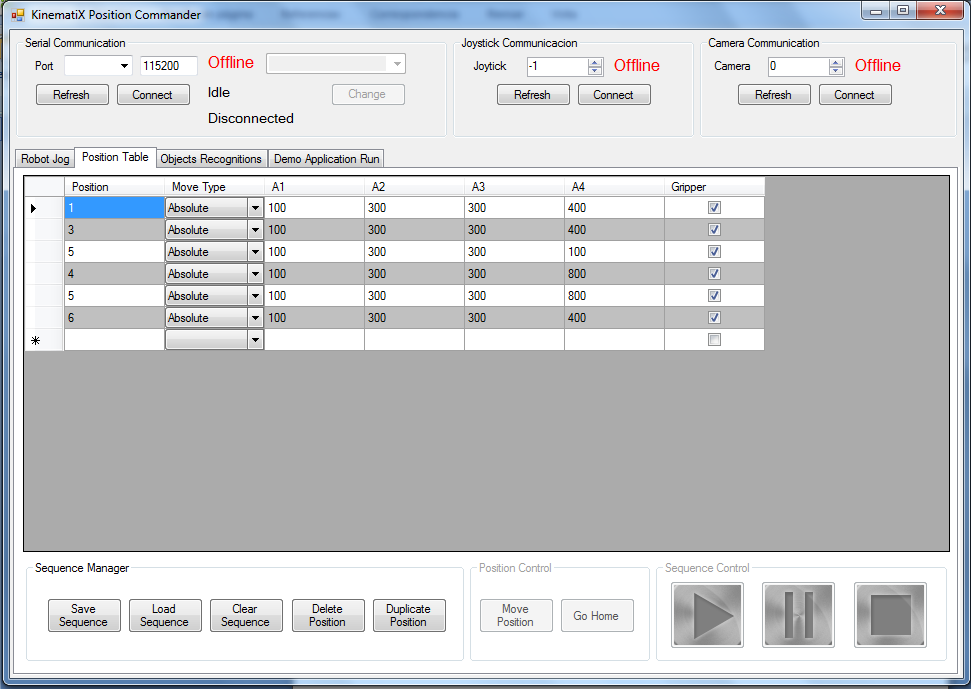 KinematiX Position Commander
Serial Communication
Port 115200 Offline
Refresh Connect Idle Change
Disconnected
Joystick Communicacion
Joytick -1 Offline
Refresh Connect
Camera Communication
Camera 0 Offline
Refresh Connect
Robot Jog Position Table Objects Recognitions Demo Application Run
Position Move Type A1 A2 A3 A4 Gripper
1 Absolute 100 300 300 400
3 Absolute 100 300 300 400
5 Absolute 100 300 300 100
4 Absolute 100 300 300 800
5 Absolute 100 300 300 800
6 Absolute 100 300 300 400
Sequence Manager
Save Sequence
Load Sequence
Clear Sequence
Delete Position
Duplicate Position
Position Control
Move Position
Go Home
Sequence Control